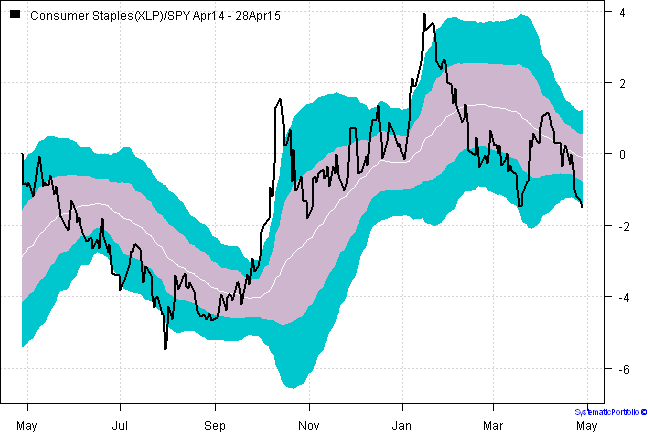 Consumer Staples(XLP)/SPY Apr14 - 28Apr15
4
2
0
-2
-4
-6
May Jul Sep Nov Jan Mar May
SystematicPortfolio ©